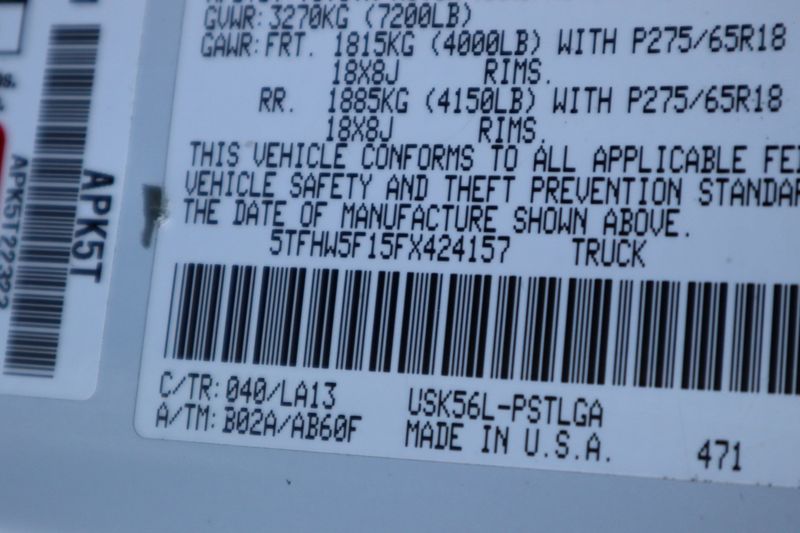 GVWR: 3270KG (7200LB)
GAWR: FRT. 1815KG (4000LB) WITH P275/65R18
18X8J RIMS.
RR. 1885KG (4150LB) WITH P275/65R18
18X8J RIMS.
THIS VEHICLE CONFORMS TO ALL APPLICABLE FE
VEHICLE SAFETY AND THEFT PREVENTION STANDAR
THE DATE OF MANUFACTURE SHOWN ABOVE.
5TFHW5F15FX424157 TRUCK
C/TR: 040/LA13 USK56L-PSTLGA
A/TM: B02A/AB60F MADE IN U.S.A. 471
APK5T
APK5T22322